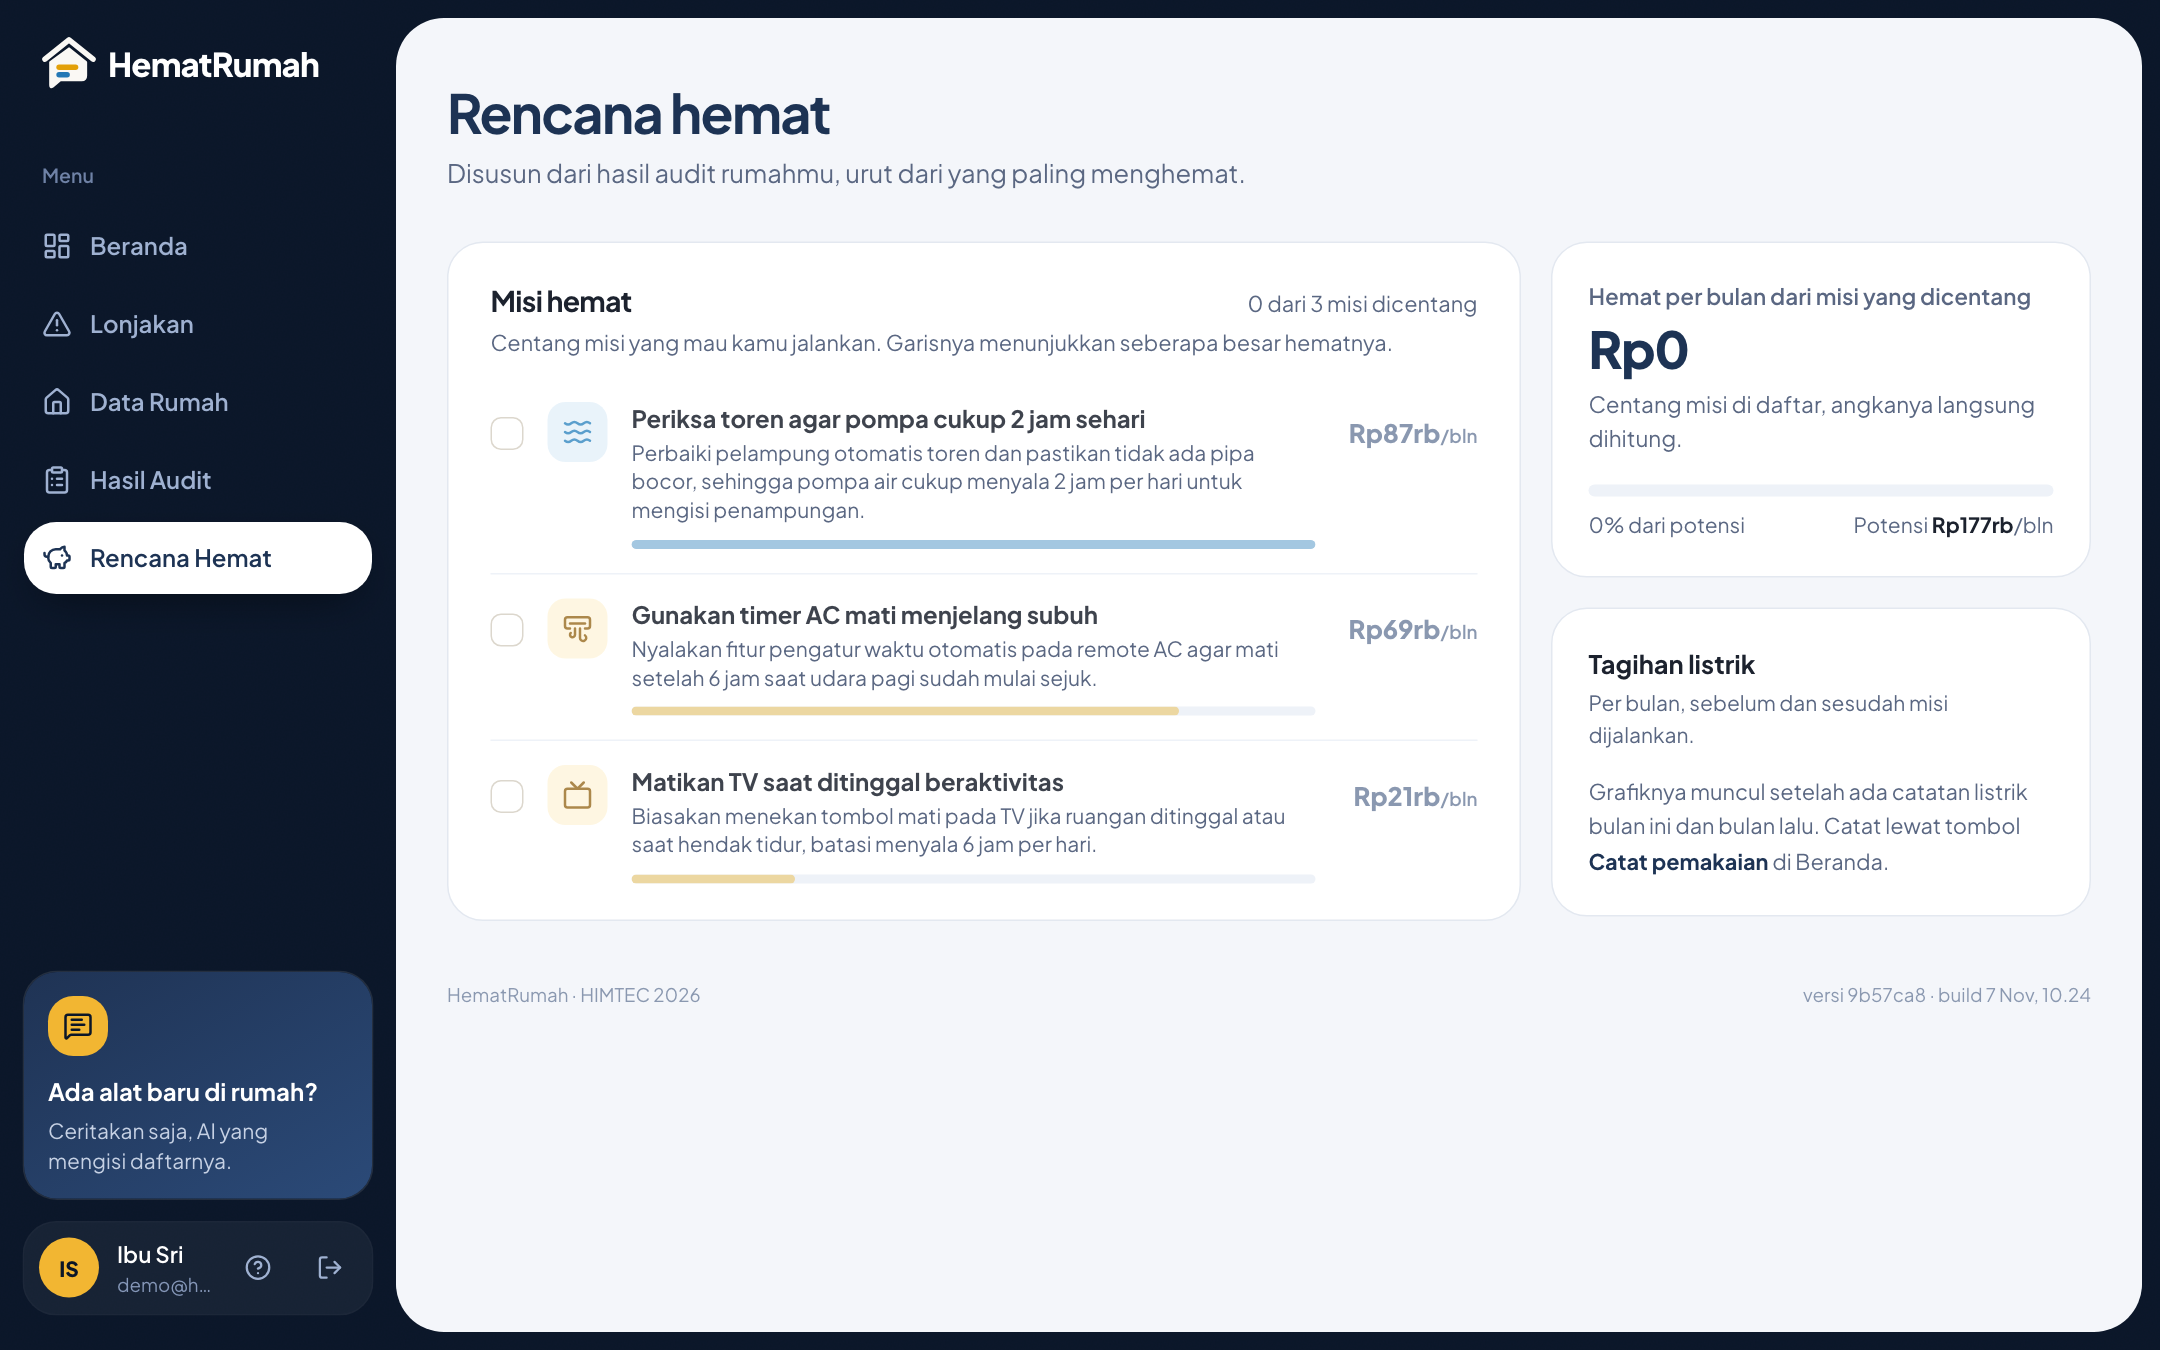 HematRumah
Menu
Beranda
Lonjakan
Data Rumah
Hasil Audit
Rencana Hemat
Ada alat baru di rumah?
Ceritakan saja, AI yang
mengisi daftarnya.
IS
Ibu Sri
demo@h...
Rencana hemat
Disusun dari hasil audit rumahmu, urut dari yang paling menghemat.
Misi hemat
0 dari 3 misi dicentang
Centang misi yang mau kamu jalankan. Garisnya menunjukkan seberapa besar hematnya.
Periksa toren agar pompa cukup 2 jam sehari
Rp87rb/bln
Perbaiki pelampung otomatis toren dan pastikan tidak ada pipa
bocor, sehingga pompa air cukup menyala 2 jam per hari untuk
mengisi penampungan.
Gunakan timer AC mati menjelang subuh
Rp69rb/bln
Nyalakan fitur pengatur waktu otomatis pada remote AC agar mati
setelah 6 jam saat udara pagi sudah mulai sejuk.
Matikan TV saat ditinggal beraktivitas
Rp21rb/bln
Biasakan menekan tombol mati pada TV jika ruangan ditinggal atau
saat hendak tidur, batasi menyala 6 jam per hari.
Hemat per bulan dari misi yang dicentang
Rp0
Centang misi di daftar, angkanya langsung
dihitung.
0% dari potensi
Potensi Rp177rb/bln
Tagihan listrik
Per bulan, sebelum dan sesudah misi
dijalankan.
Grafiknya muncul setelah ada catatan listrik
bulan ini dan bulan lalu. Catat lewat tombol
Catat pemakaian di Beranda.
HematRumah · HIMTEC 2026
versi 9b57ca8 · build 7 Nov, 10.24